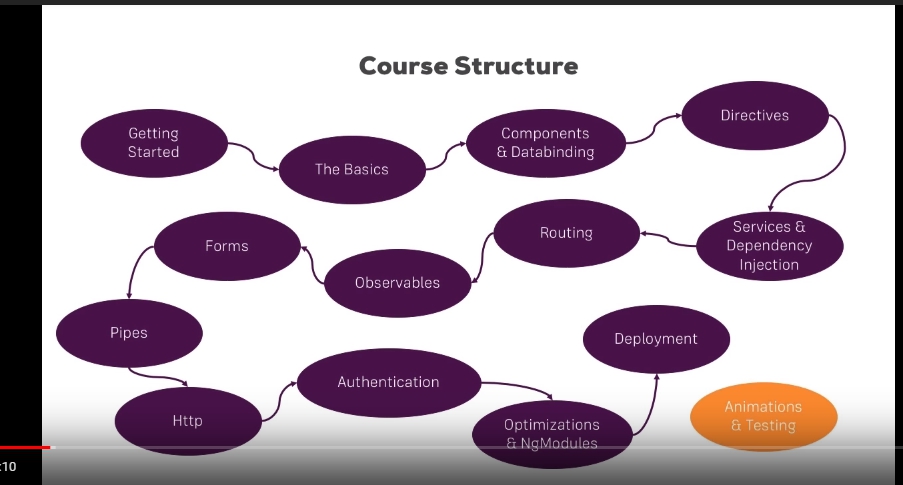 Course Structure
Getting
Started
The Basics
Components
& Databinding
Directives
Services &
Dependency
Injection
Routing
Observables
Forms
Pipes
Http
Authentication
Optimizations
& NgModules
Deployment
Animations
& Testing
:10